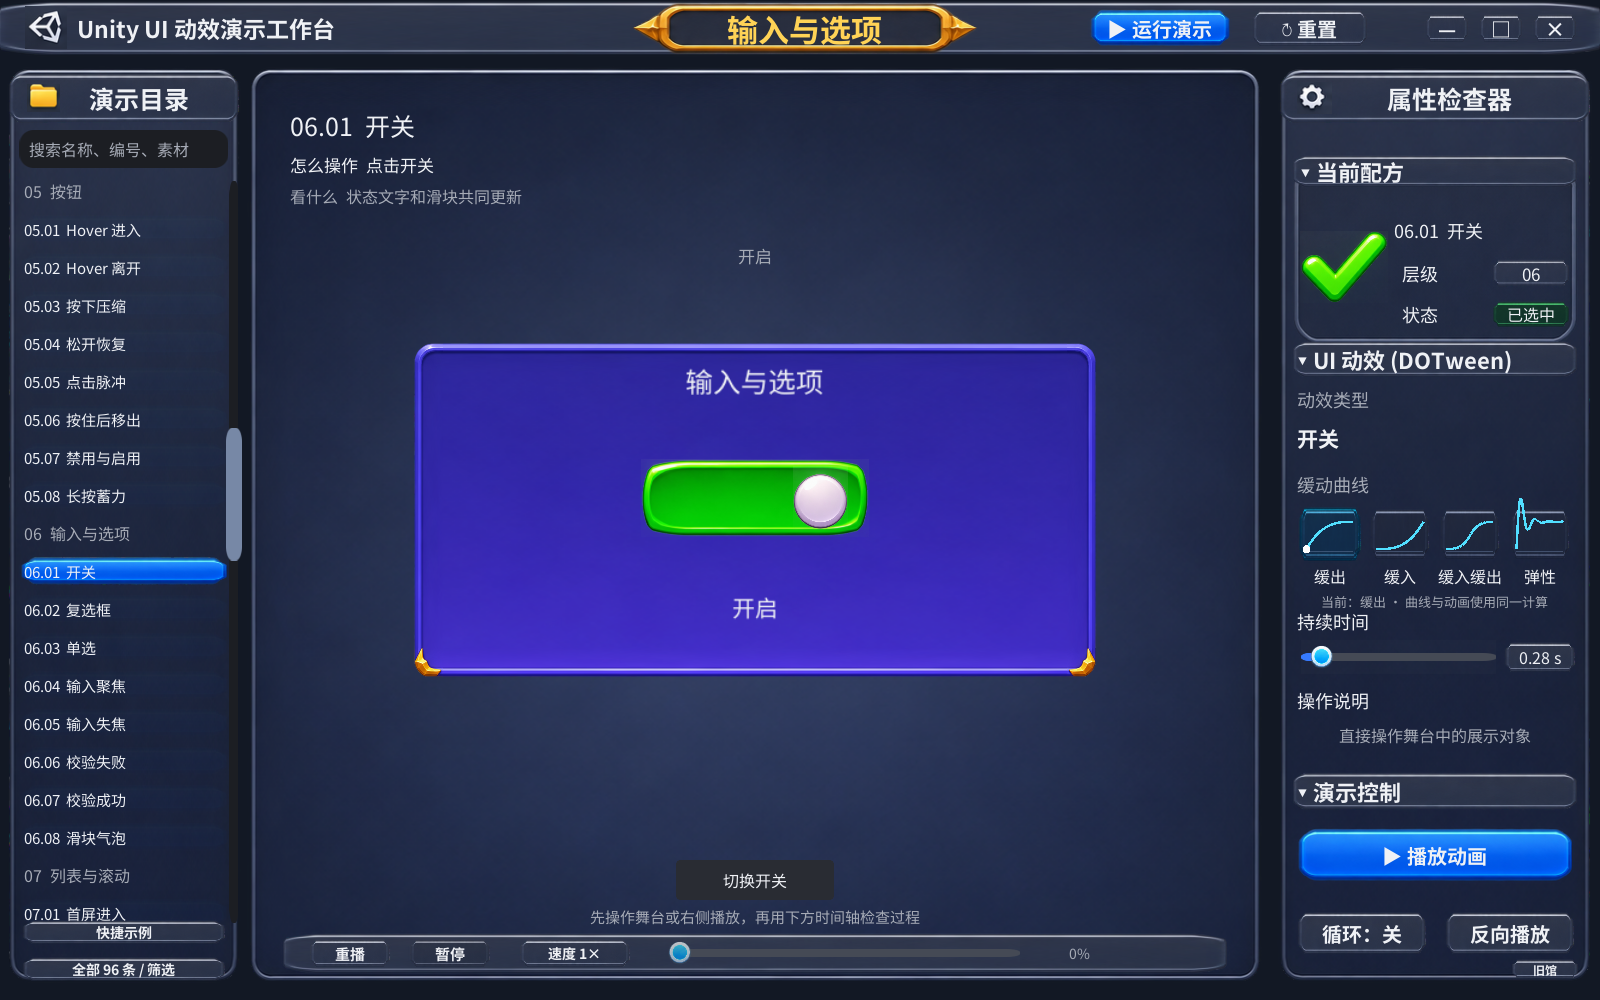 Unity UI 动效演示工作台
输入与选项
▶ 运行演示
↻ 重置
演示目录
搜索名称、编号、素材
05 按钮
05.01 Hover 进入
05.02 Hover 离开
05.03 按下压缩
05.04 松开恢复
05.05 点击脉冲
05.06 按住后移出
05.07 禁用与启用
05.08 长按蓄力
06 输入与选项
06.01 开关
06.02 复选框
06.03 单选
06.04 输入聚焦
06.05 输入失焦
06.06 校验失败
06.07 校验成功
06.08 滑块气泡
07 列表与滚动
07.01 首屏进入
快捷示例
全部 96 条 / 筛选
06.01 开关
怎么操作 点击开关
看什么 状态文字和滑块共同更新
开启
输入与选项
开启
切换开关
先操作舞台或右侧播放，再用下方时间轴检查过程
重播
暂停
速度 1×
0%
属性检查器
▼ 当前配方
06.01 开关
层级 06
状态 已选中
▼ UI 动效 (DOTween)
动效类型
开关
缓动曲线
缓出 缓入 缓入缓出 弹性
当前：缓出 · 曲线与动画使用同一计算
持续时间
0.28 s
操作说明
直接操作舞台中的展示对象
▼ 演示控制
▶ 播放动画
循环：关
反向播放
旧馆